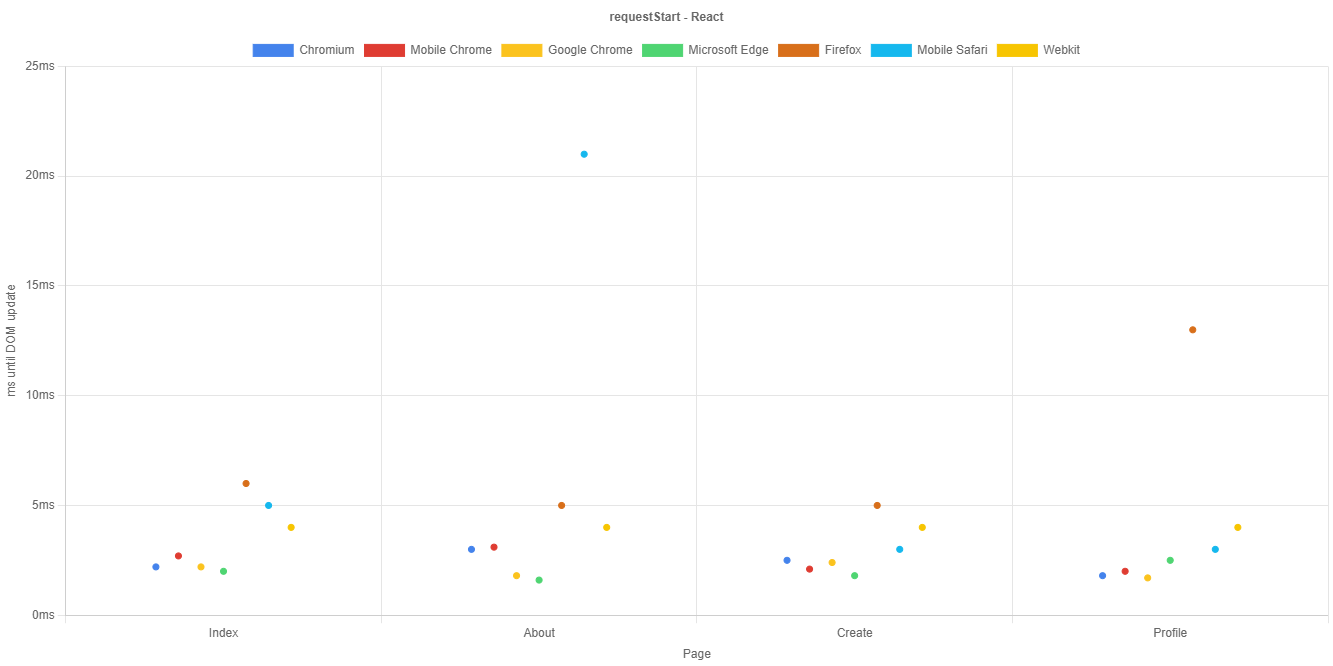 requestStart - React
Chromium Mobile Chrome Google Chrome Microsoft Edge Firefox Mobile Safari Webkit
25ms
20ms
15ms
10ms
5ms
0ms
ms until DOM update
Index About Create Profile
Page